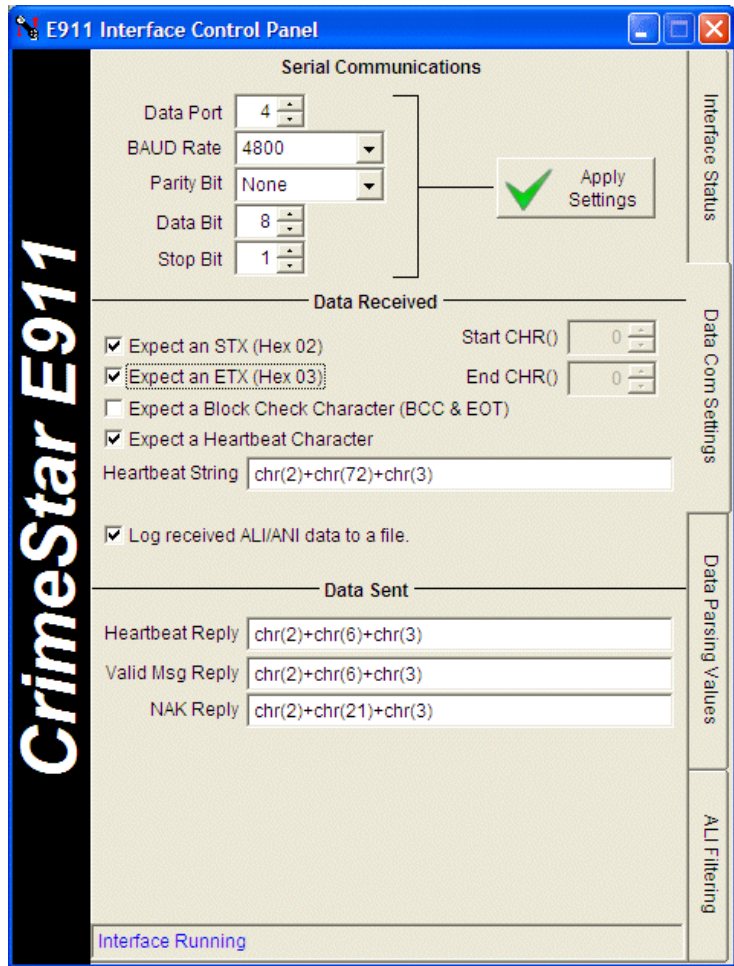 E911 Interface Control Panel
CrimeStar E911
Serial Communications
Data Port 4
BAUD Rate 4800
Parity Bit None
Data Bit 8
Stop Bit 1
Apply
Settings
Data Received
Expect an STX (Hex 02)
Start CHR() 0
Expect an ETX (Hex 03)
End CHR() 0
Expect a Block Check Character (BCC & EOT)
Expect a Heartbeat Character
Heartbeat String chr(2)+chr(72)+chr(3)
Log received ALI/ANI data to a file.
Data Sent
Heartbeat Reply chr(2)+chr(6)+chr(3)
Valid Msg Reply chr(2)+chr(6)+chr(3)
NAK Reply chr(2)+chr(21)+chr(3)
Interface Running
Interface Status
Data Com Settings
Data Parsing Values
ALI Filtering